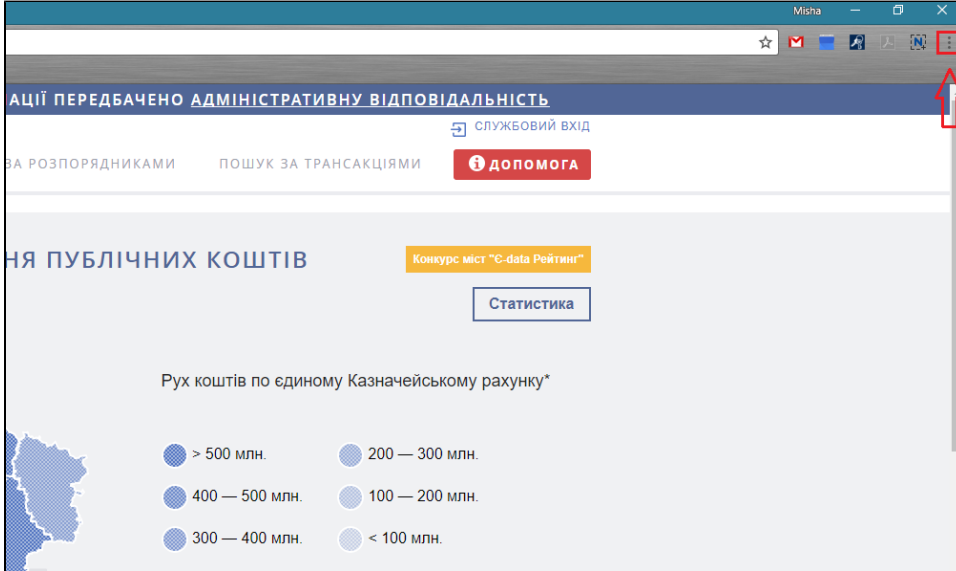 Misha
АЦІЇ ПЕРЕДБАЧЕНО АДМІНІСТРАТИВНУ ВІДПОВІДАЛЬНІСТЬ
СЛУЖБОВИЙ ВХІД
ЗА РОЗПОРЯДНИКАМИ ПОШУК ЗА ТРАНСАКЦІЯМИ ДОПОМОГА
НЯ ПУБЛІЧНИХ КОШТІВ
Конкурс міст "Є-data Рейтинг"
Статистика
Рух коштів по єдиному Казначейському рахунку*
> 500 млн. 200 — 300 млн.
400 — 500 млн. 100 — 200 млн.
300 — 400 млн. < 100 млн.